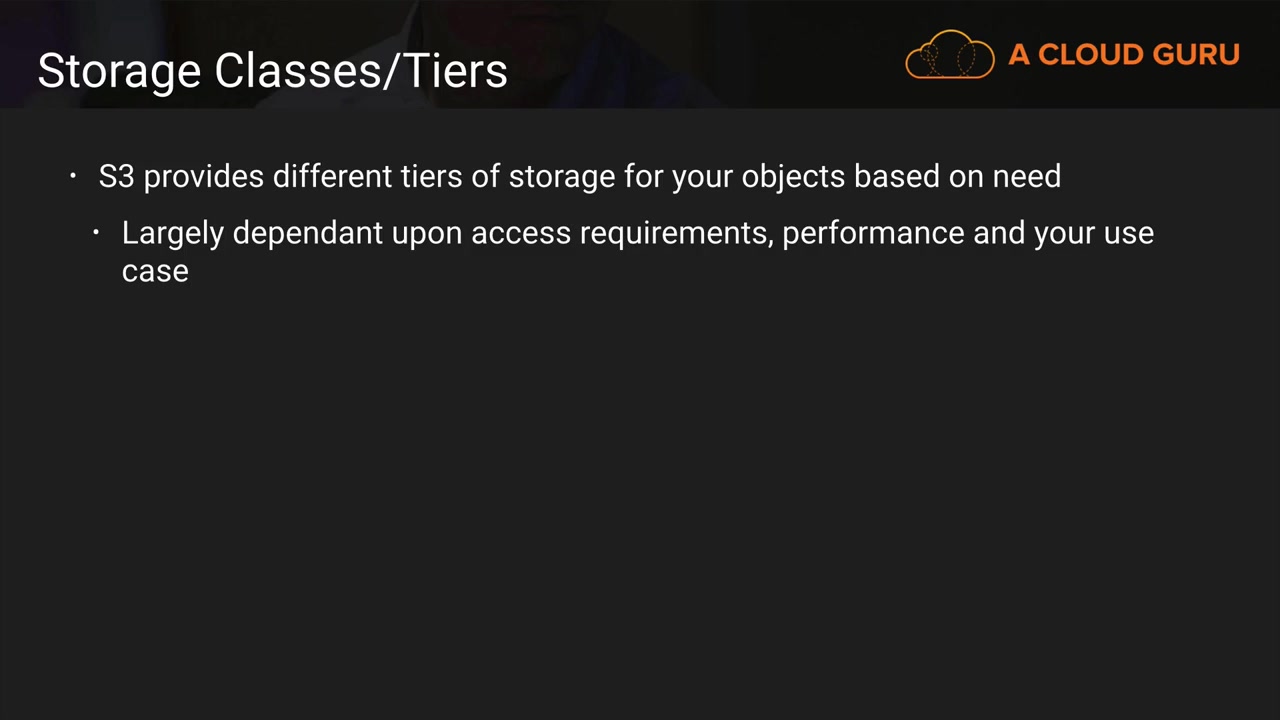 Storage Classes/Tiers
A CLOUD GURU
· S3 provides different tiers of storage for your objects based on need
· Largely dependant upon access requirements, performance and your use
case